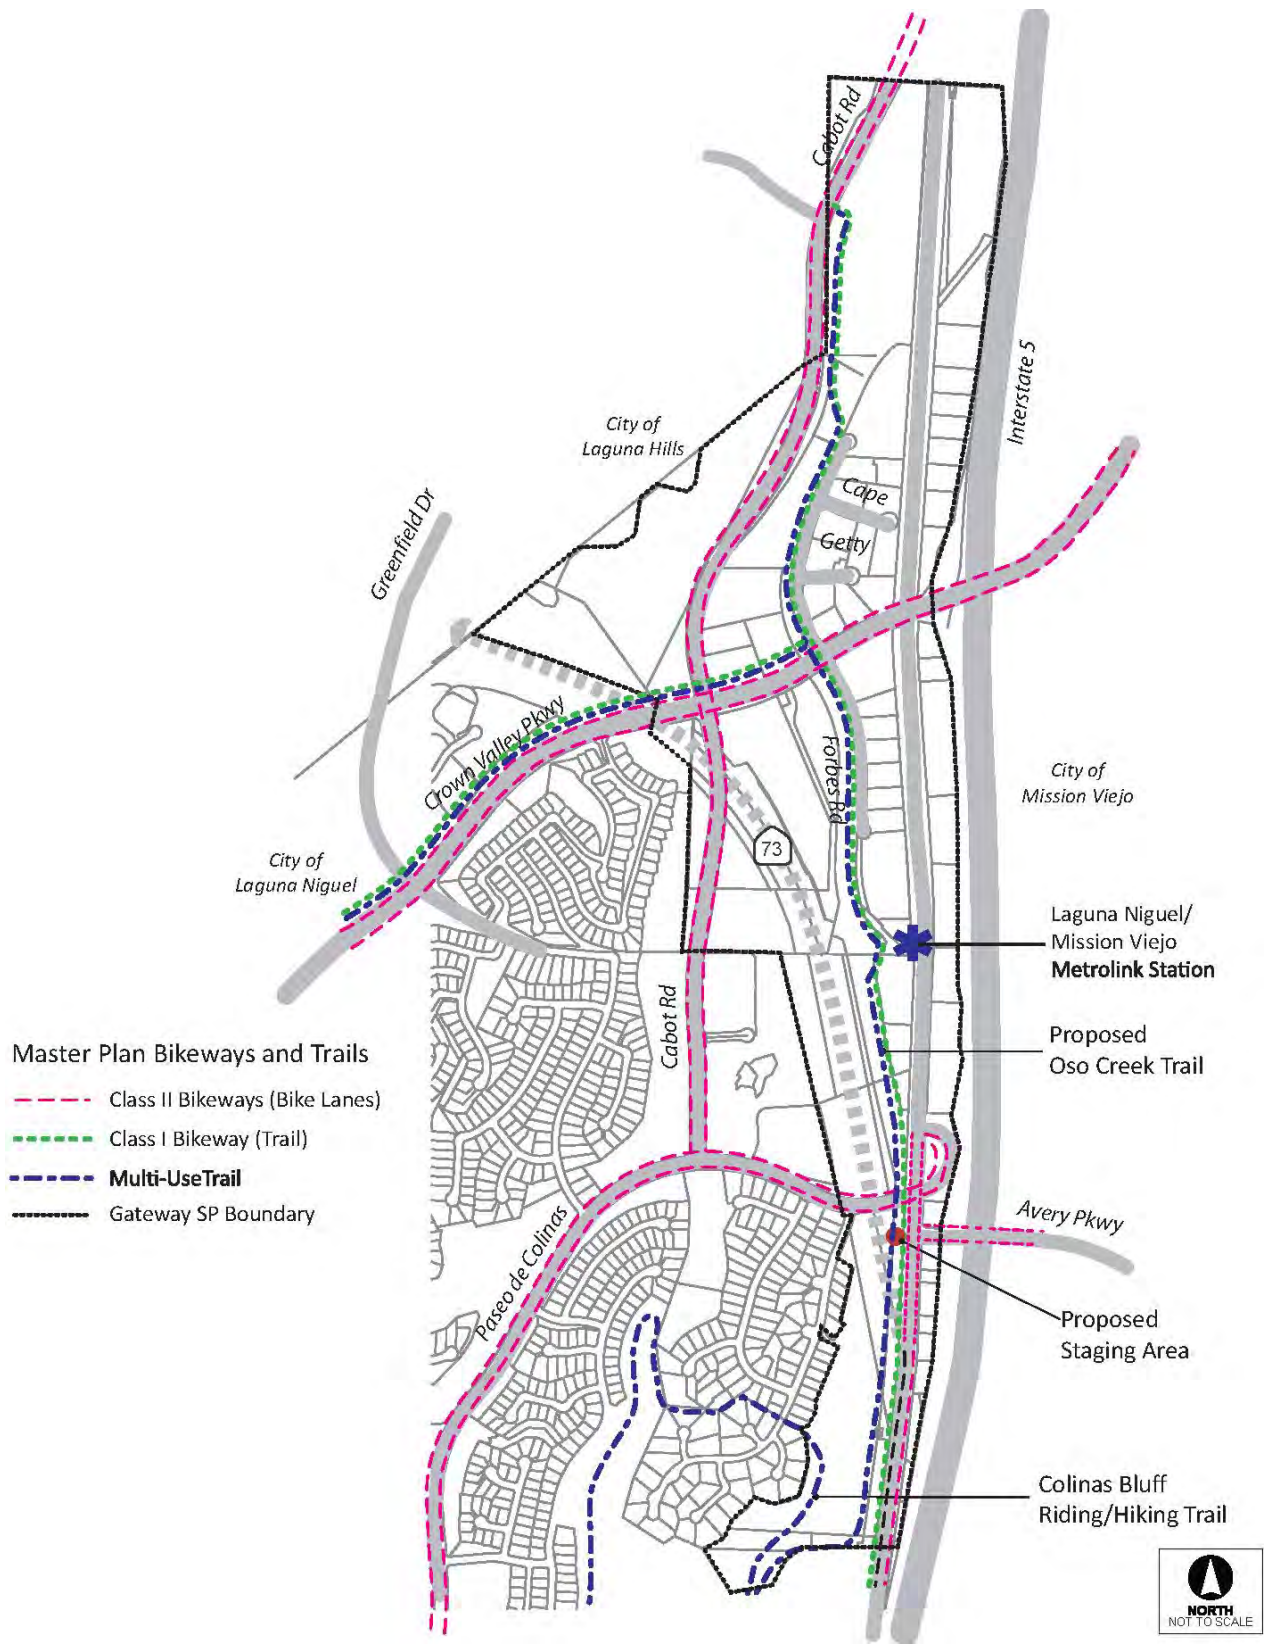 Cabot Rd
Interstate 5
City of
Laguna Hills
Greenfield Dr
Cape
Getty
Crown Valley Pkwy
Forbes Rd
City of
Mission Viejo
73
City of
Laguna Niguel
Laguna Niguel/
Mission Viejo
Metrolink Station
Cabot Rd
Proposed
Oso Creek Trail
Master Plan Bikeways and Trails
Class II Bikeways (Bike Lanes)
Class I Bikeway (Trail)
Multi-UseTrail
Gateway SP Boundary
Avery Pkwy
Paseo de Colinas
Proposed
Staging Area
Colinas Bluff
Riding/Hiking Trail
NORTH
NOT TO SCALE